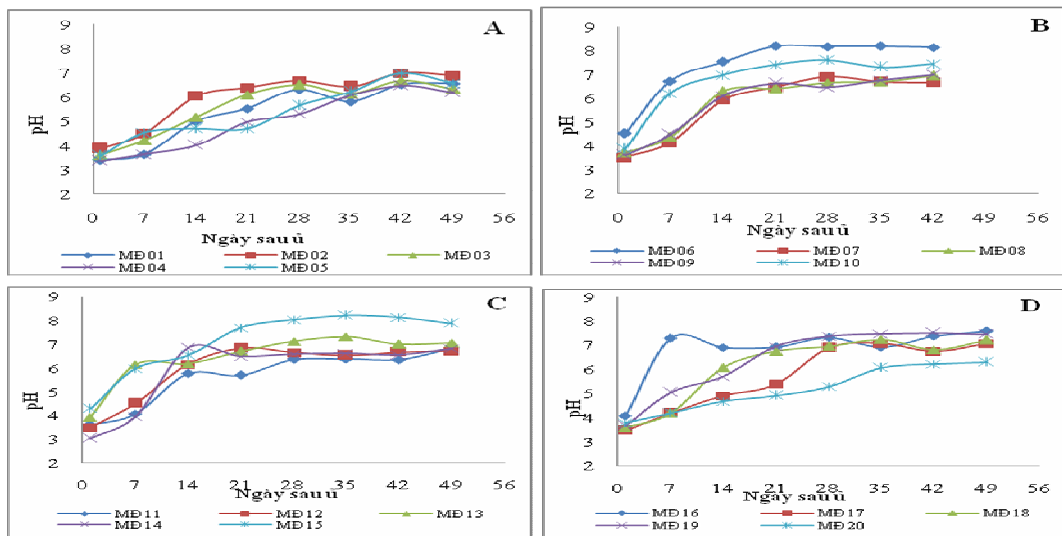 A
9
8
7
6
5
4
3
2
pH
0 7 14 21 28 35 42 49 56
Ngày sau ủ
MĐ01 MĐ02 MĐ03
MĐ04 MĐ05
B
9
8
7
6
5
4
3
2
pH
0 7 14 21 28 35 42 49 56
Ngày sau ủ
MĐ06 MĐ07 MĐ08
MĐ09 MĐ10
C
9
8
7
6
5
4
3
2
pH
0 7 14 21 28 35 42 49 56
Ngày sau ủ
MĐ11 MĐ12 MĐ13
MĐ14 MĐ15
D
9
8
7
6
5
4
3
2
pH
0 7 14 21 28 35 42 49 56
Ngày sau ủ
MĐ16 MĐ17 MĐ18
MĐ19 MĐ20